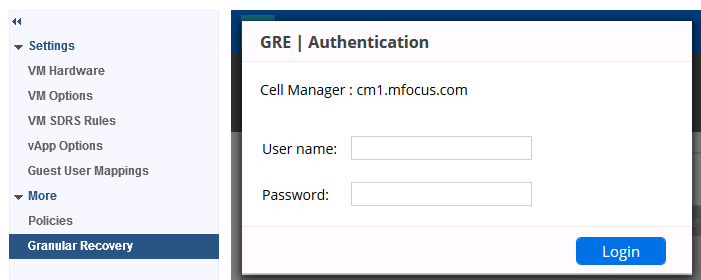 Settings
VM Hardware
VM Options
VM SDRS Rules
vApp Options
Guest User Mappings
More
Policies
Granular Recovery
GRE | Authentication
Cell Manager : cm1.mfocus.com
User name:
Password:
Login